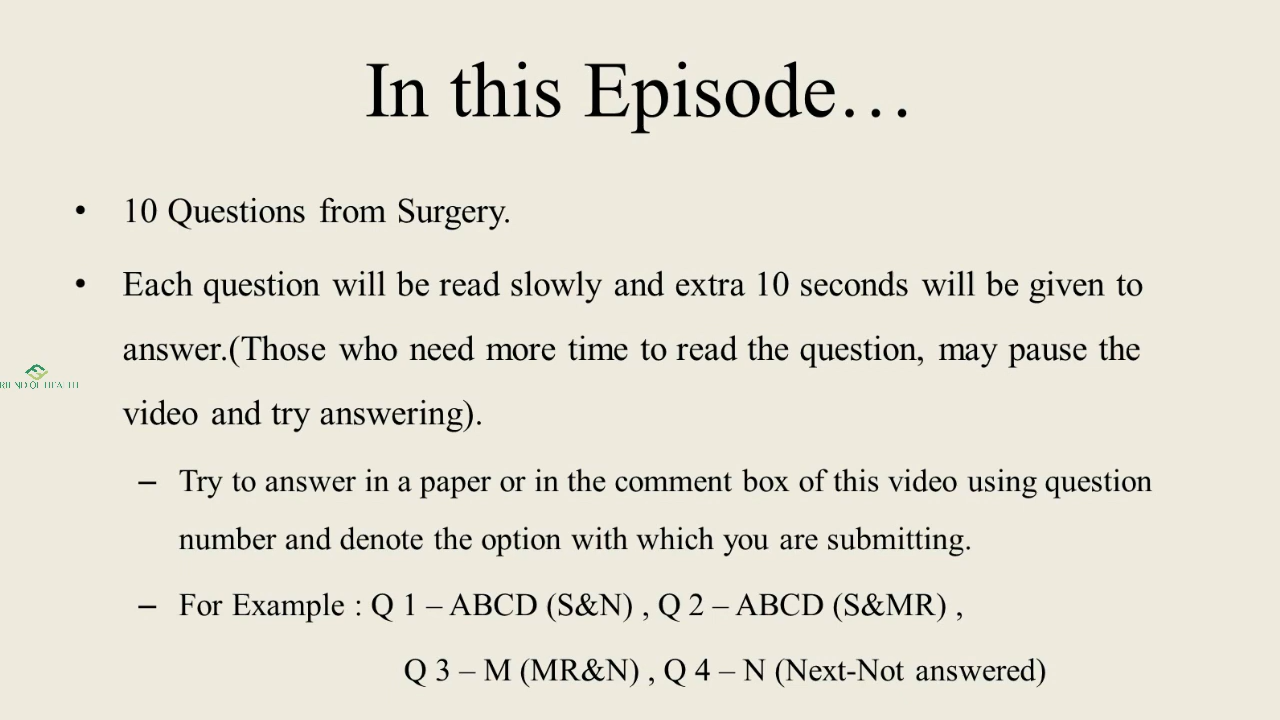 In this Episode…
• 10 Questions from Surgery.
• Each question will be read slowly and extra 10 seconds will be given to
answer.(Those who need more time to read the question, may pause the
video and try answering).
– Try to answer in a paper or in the comment box of this video using question
number and denote the option with which you are submitting.
– For Example : Q 1 – ABCD (S&N) , Q 2 – ABCD (S&MR) ,
Q 3 – M (MR&N) , Q 4 – N (Next-Not answered)